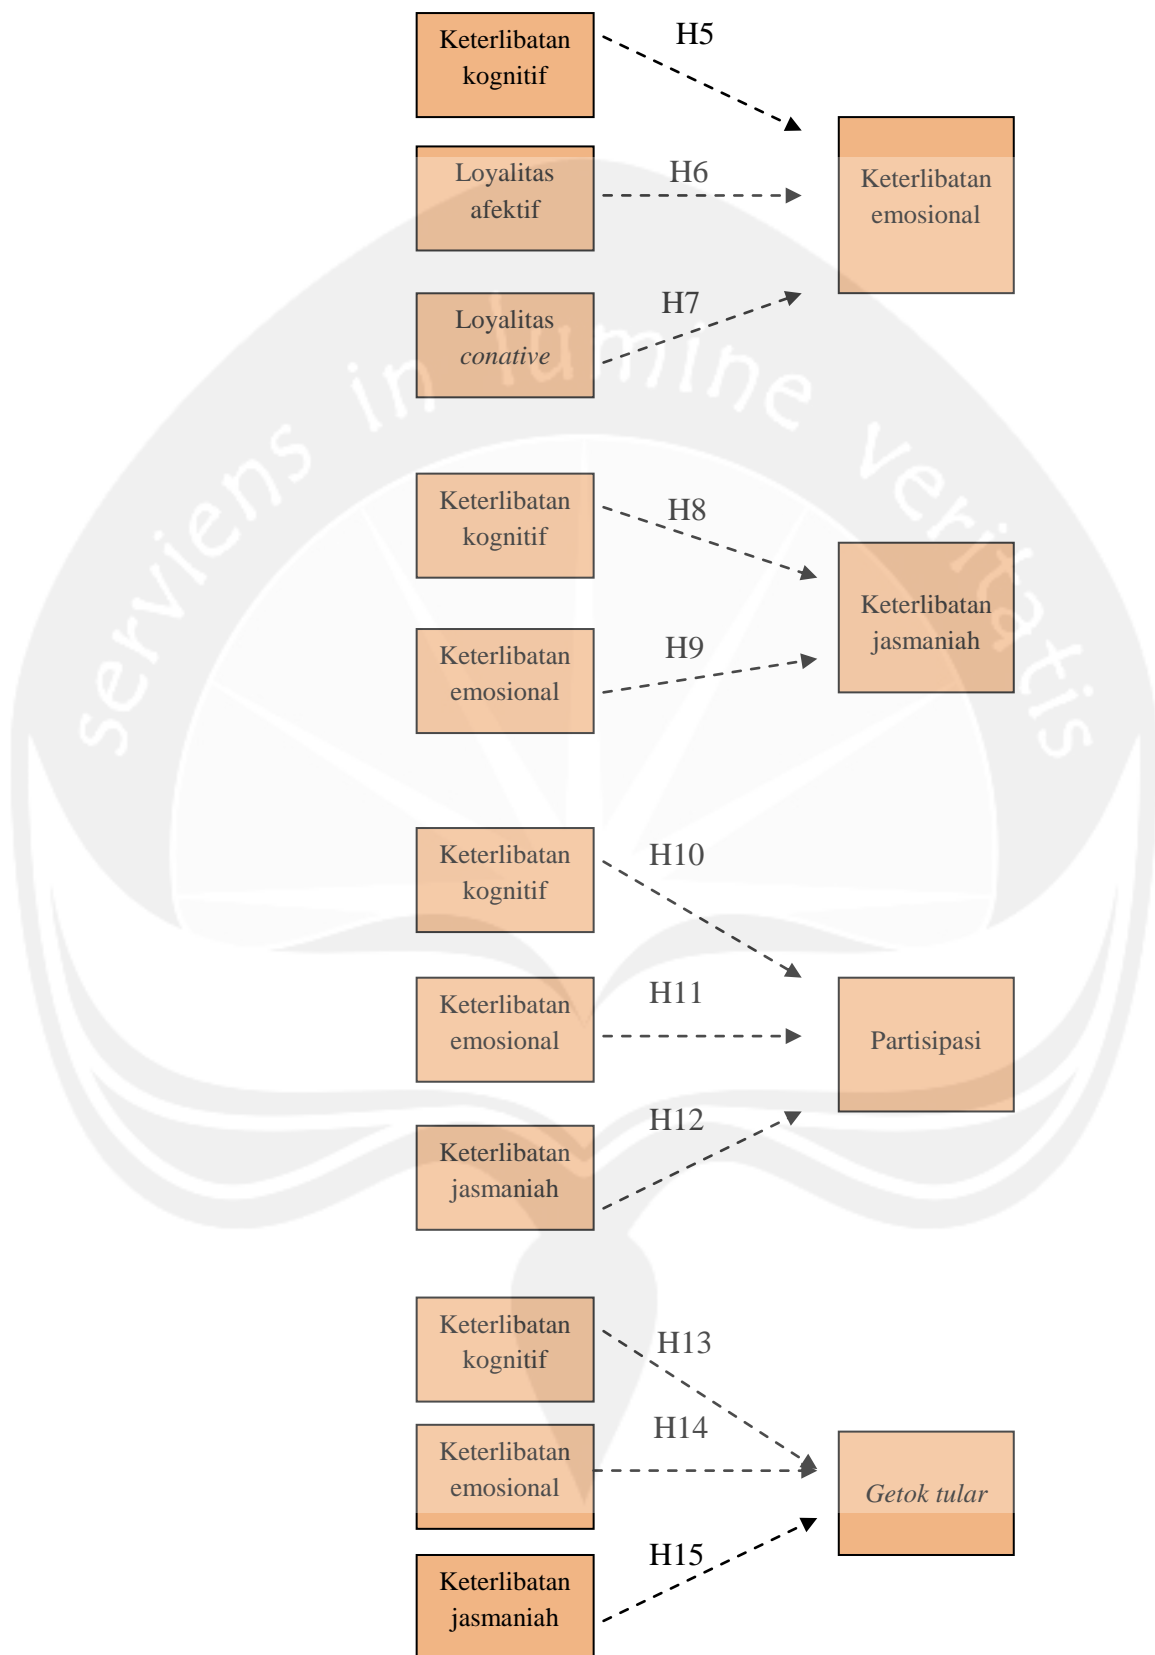 Keterlibatan
kognitif
H5
Loyalitas
afektif
H6
Keterlibatan
emosional
Loyalitas
conative
H7
serviens in lumine veritatis
Keterlibatan
kognitif
H8
Keterlibatan
jasmaniah
Keterlibatan
emosional
H9
Keterlibatan
kognitif
H10
Keterlibatan
emosional
H11
Partisipasi
Keterlibatan
jasmaniah
H12
Keterlibatan
kognitif
H13
Keterlibatan
emosional
H14
Getok tular
Keterlibatan
jasmaniah
H15